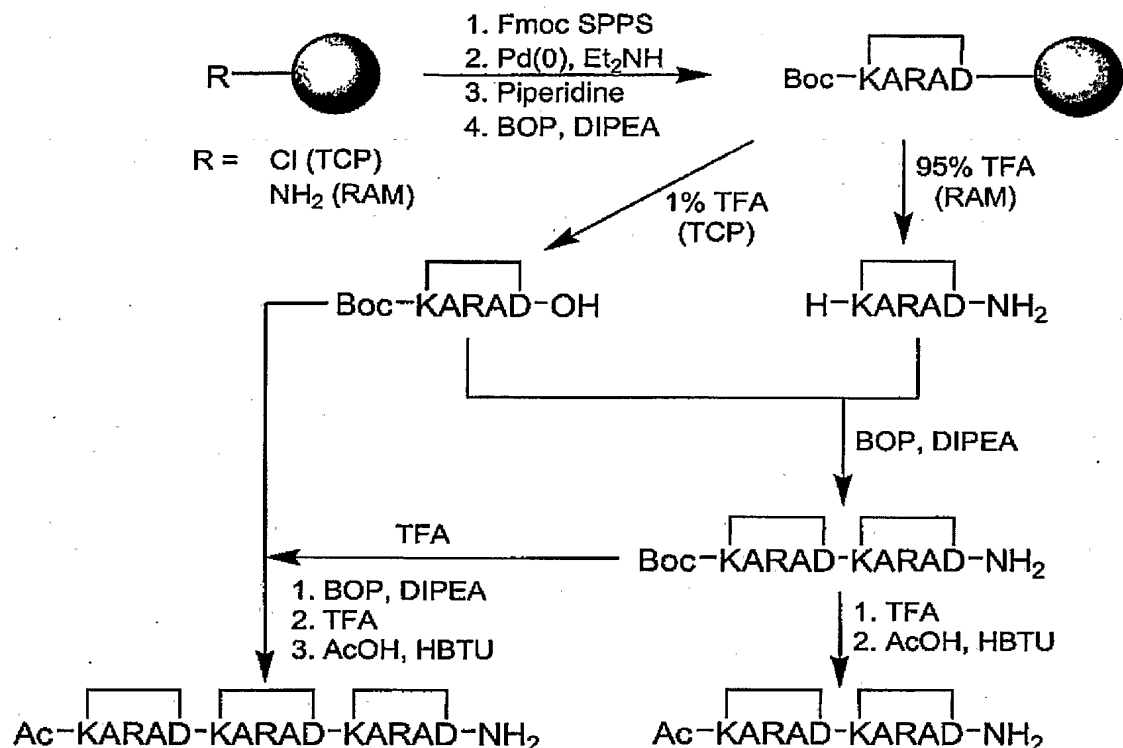 1. Fmoc SPPS
2. Pd(0), Et₂NH
3. Piperidine
4. BOP, DIPEA
R
Boc-KARAD
R = Cl (TCP)
NH₂ (RAM)
1% TFA
(TCP)
95% TFA
(RAM)
Boc-KARAD-OH
H-KARAD-NH₂
BOP, DIPEA
TFA
Boc-KARAD-KARAD-NH₂
1. BOP, DIPEA
2. TFA
3. AcOH, HBTU
1. TFA
2. AcOH, HBTU
Ac-KARAD-KARAD-KARAD-NH₂
Ac-KARAD-KARAD-NH₂